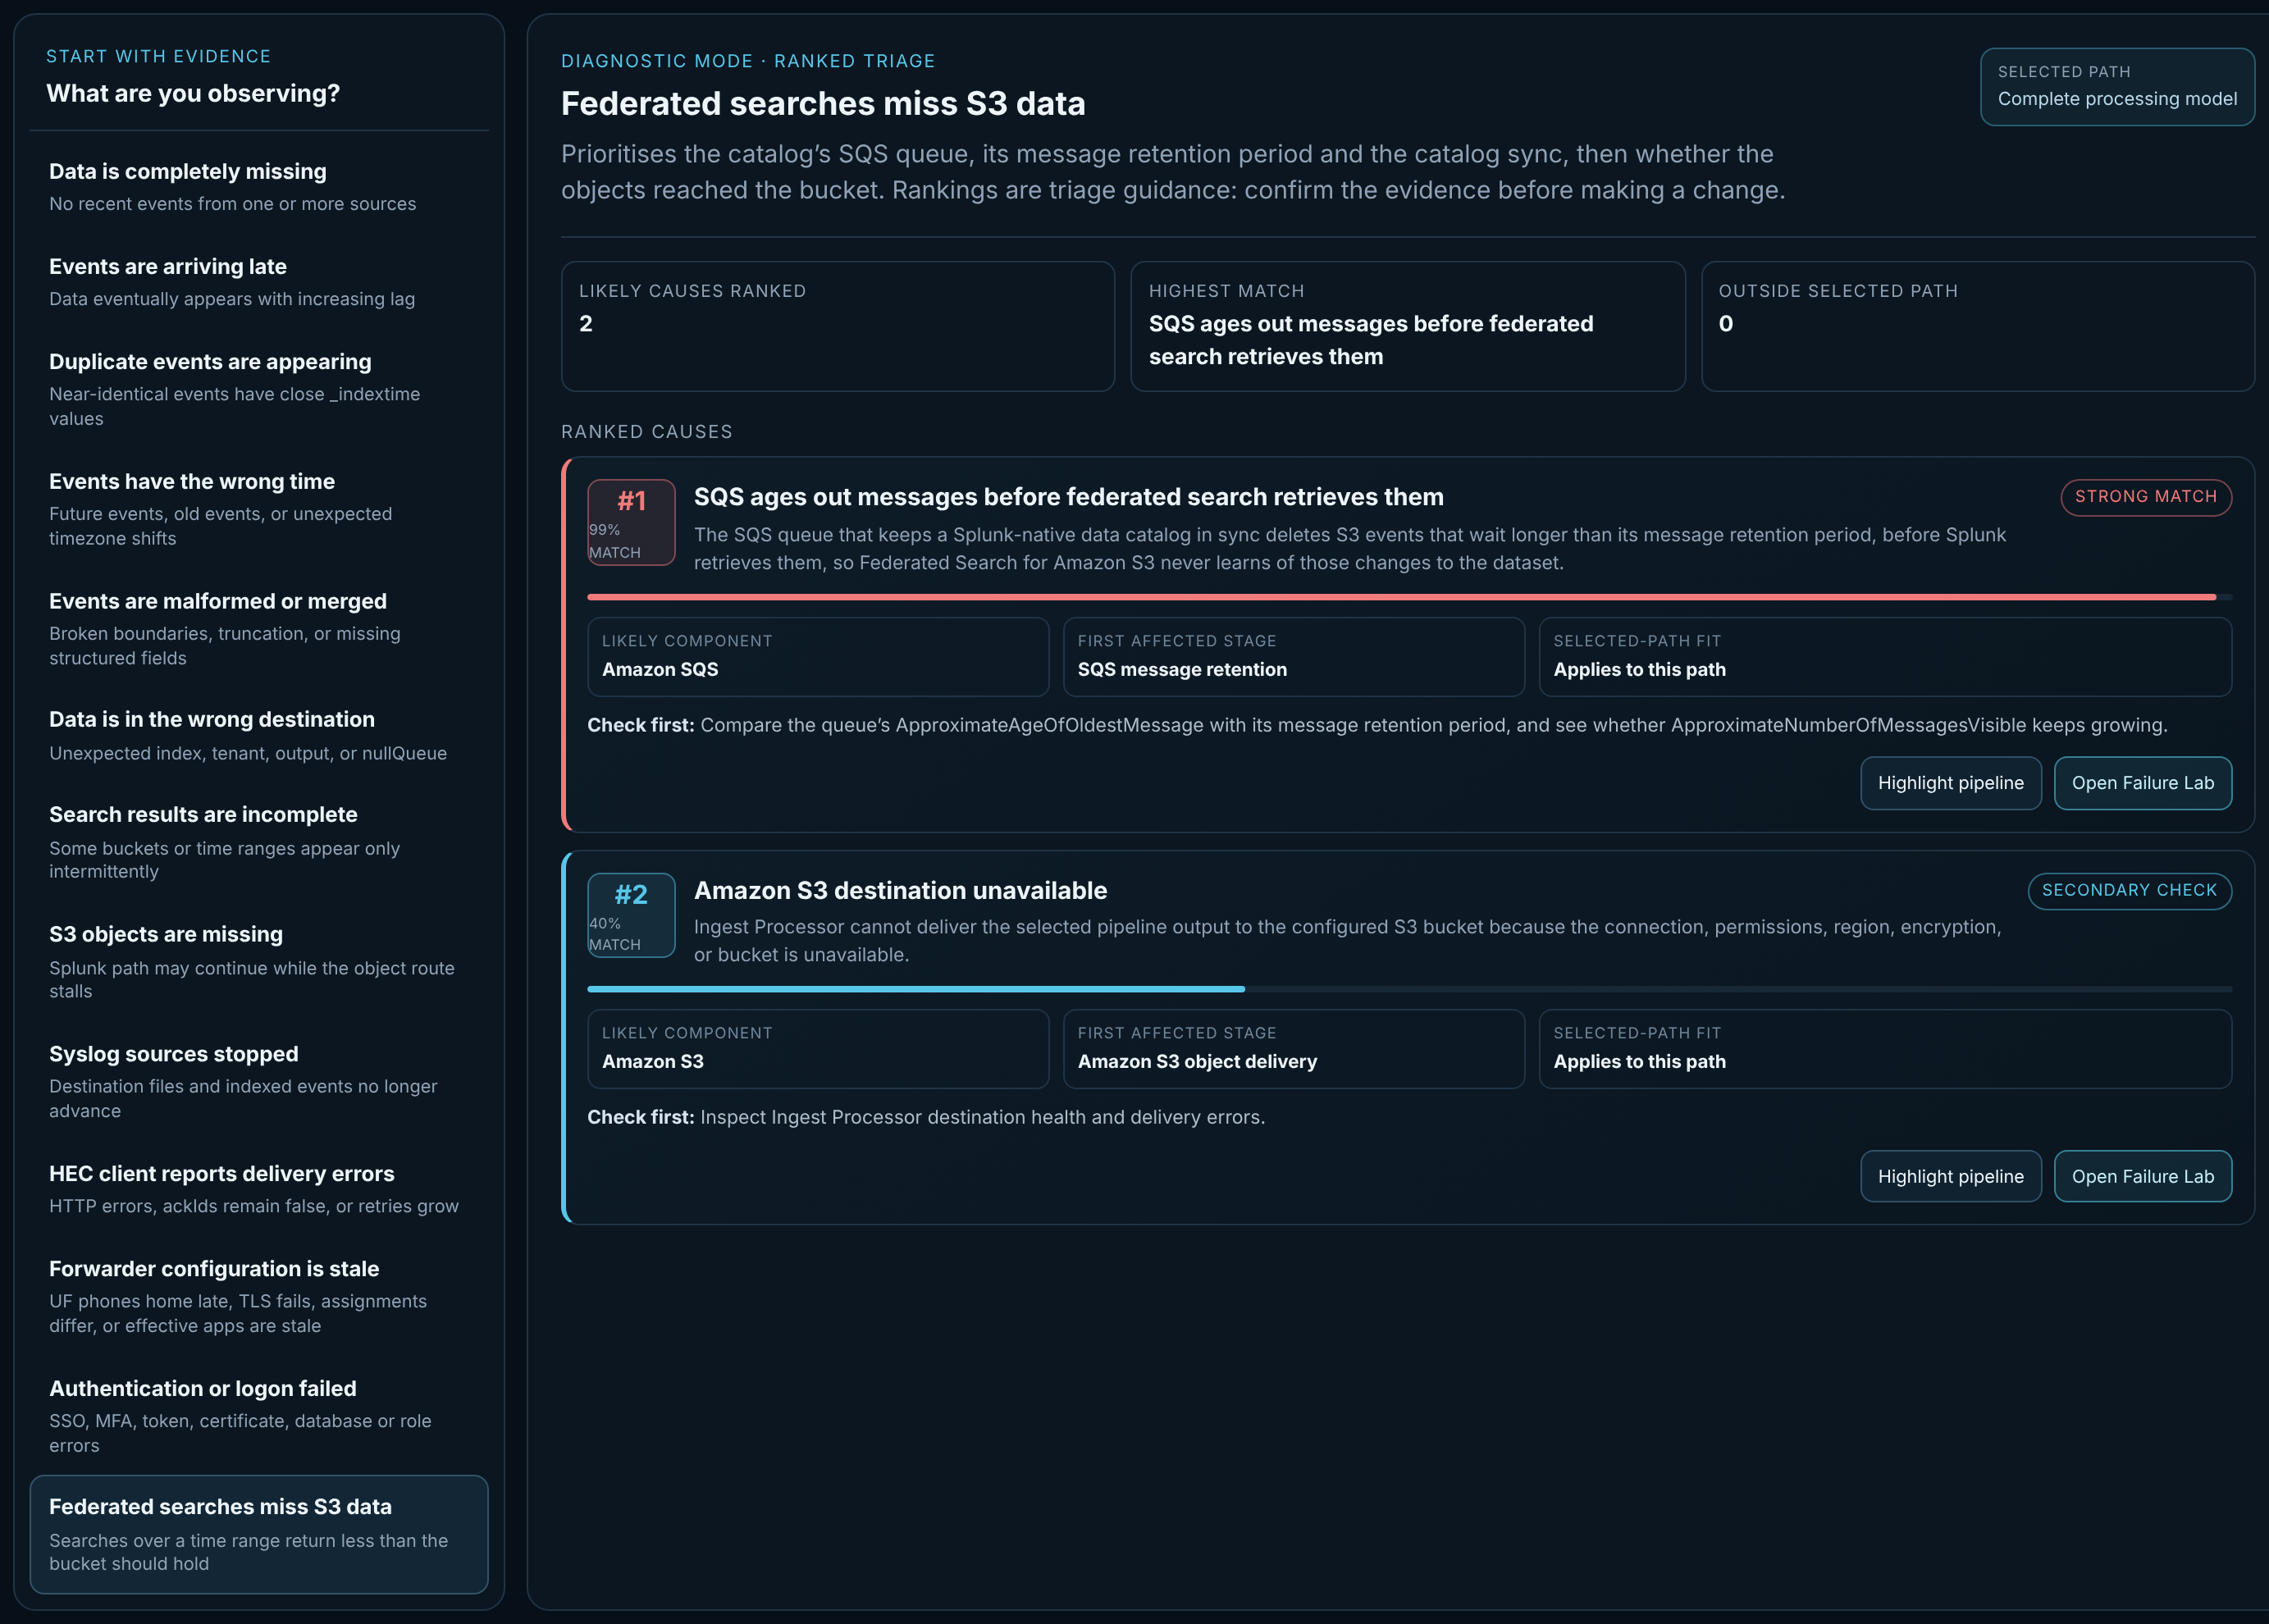 START WITH EVIDENCE
What are you observing?
Data is completely missing
No recent events from one or more sources
Events are arriving late
Data eventually appears with increasing lag
Duplicate events are appearing
Near-identical events have close _indextime
values
Events have the wrong time
Future events, old events, or unexpected
timezone shifts
Events are malformed or merged
Broken boundaries, truncation, or missing
structured fields
Data is in the wrong destination
Unexpected index, tenant, output, or nullQueue
Search results are incomplete
Some buckets or time ranges appear only
intermittently
S3 objects are missing
Splunk path may continue while the object route
stalls
Syslog sources stopped
Destination files and indexed events no longer
advance
HEC client reports delivery errors
HTTP errors, ackIds remain false, or retries grow
Forwarder configuration is stale
UF phones home late, TLS fails, assignments
differ, or effective apps are stale
Authentication or logon failed
SSO, MFA, token, certificate, database or role
errors
Federated searches miss S3 data
Searches over a time range return less than the
bucket should hold
DIAGNOSTIC MODE · RANKED TRIAGE
Federated searches miss S3 data
Prioritises the catalog’s SQS queue, its message retention period and the catalog sync, then whether the
objects reached the bucket. Rankings are triage guidance: confirm the evidence before making a change.
SELECTED PATH
Complete processing model
LIKELY CAUSES RANKED
2
HIGHEST MATCH
SQS ages out messages before federated
search retrieves them
OUTSIDE SELECTED PATH
0
RANKED CAUSES
#1
99%
MATCH
SQS ages out messages before federated search retrieves them
STRONG MATCH
The SQS queue that keeps a Splunk-native data catalog in sync deletes S3 events that wait longer than its message retention period, before Splunk
retrieves them, so Federated Search for Amazon S3 never learns of those changes to the dataset.
LIKELY COMPONENT
Amazon SQS
FIRST AFFECTED STAGE
SQS message retention
SELECTED-PATH FIT
Applies to this path
Check first: Compare the queue’s ApproximateAgeOfOldestMessage with its message retention period, and see whether ApproximateNumberOfMessagesVisible keeps growing.
Highlight pipeline
Open Failure Lab
#2
40%
MATCH
Amazon S3 destination unavailable
SECONDARY CHECK
Ingest Processor cannot deliver the selected pipeline output to the configured S3 bucket because the connection, permissions, region, encryption,
or bucket is unavailable.
LIKELY COMPONENT
Amazon S3
FIRST AFFECTED STAGE
Amazon S3 object delivery
SELECTED-PATH FIT
Applies to this path
Check first: Inspect Ingest Processor destination health and delivery errors.
Highlight pipeline
Open Failure Lab